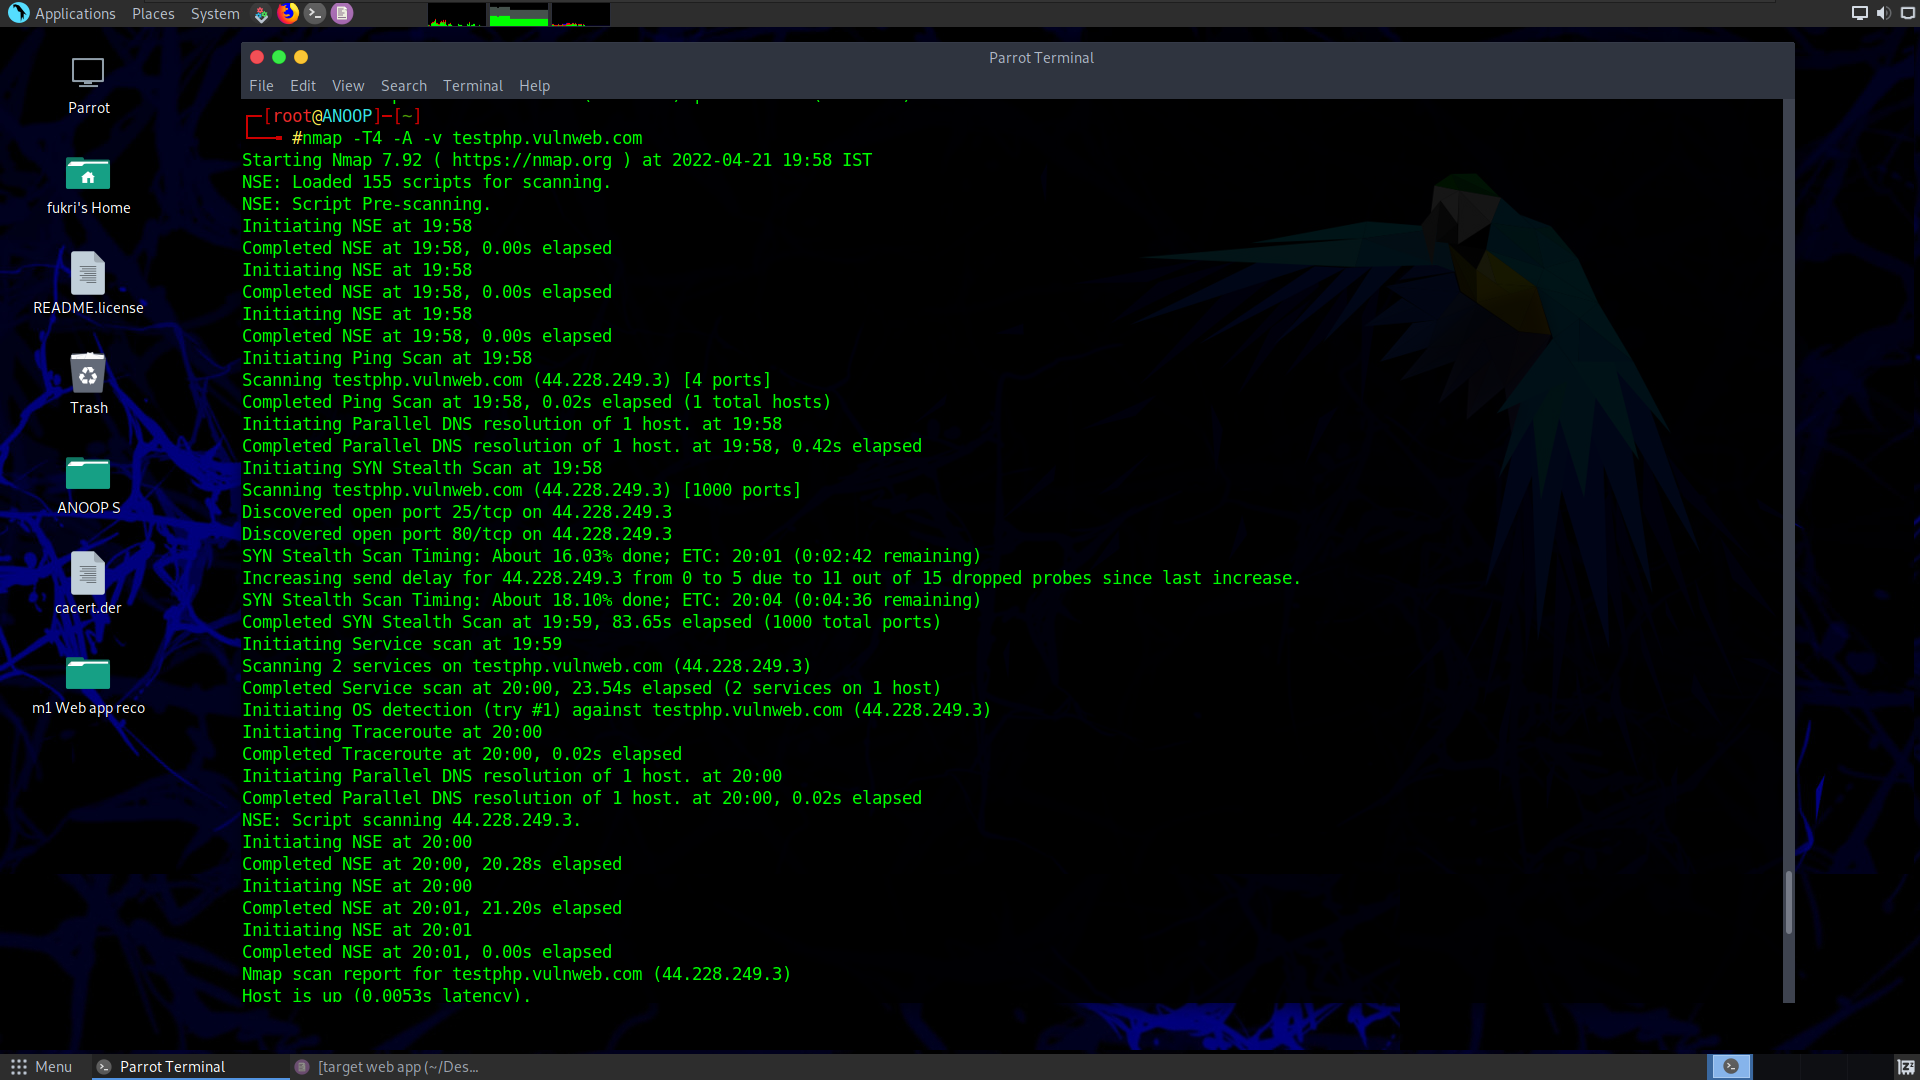 Applications Places System
Parrot Terminal
File Edit View Search Terminal Help
[root@ANOOP]-[~]
#nmap -T4 -A -v testphp.vulnweb.com
Starting Nmap 7.92 ( https://nmap.org ) at 2022-04-21 19:58 IST
NSE: Loaded 155 scripts for scanning.
NSE: Script Pre-scanning.
Initiating NSE at 19:58
Completed NSE at 19:58, 0.00s elapsed
Initiating NSE at 19:58
Completed NSE at 19:58, 0.00s elapsed
Initiating NSE at 19:58
Completed NSE at 19:58, 0.00s elapsed
Initiating Ping Scan at 19:58
Scanning testphp.vulnweb.com (44.228.249.3) [4 ports]
Completed Ping Scan at 19:58, 0.02s elapsed (1 total hosts)
Initiating Parallel DNS resolution of 1 host. at 19:58
Completed Parallel DNS resolution of 1 host. at 19:58, 0.42s elapsed
Initiating SYN Stealth Scan at 19:58
Scanning testphp.vulnweb.com (44.228.249.3) [1000 ports]
Discovered open port 25/tcp on 44.228.249.3
Discovered open port 80/tcp on 44.228.249.3
SYN Stealth Scan Timing: About 16.03% done; ETC: 20:01 (0:02:42 remaining)
Increasing send delay for 44.228.249.3 from 0 to 5 due to 11 out of 15 dropped probes since last increase.
SYN Stealth Scan Timing: About 18.10% done; ETC: 20:04 (0:04:36 remaining)
Completed SYN Stealth Scan at 19:59, 83.65s elapsed (1000 total ports)
Initiating Service scan at 19:59
Scanning 2 services on testphp.vulnweb.com (44.228.249.3)
Completed Service scan at 20:00, 23.54s elapsed (2 services on 1 host)
Initiating OS detection (try #1) against testphp.vulnweb.com (44.228.249.3)
Initiating Traceroute at 20:00
Completed Traceroute at 20:00, 0.02s elapsed
Initiating Parallel DNS resolution of 1 host. at 20:00
Completed Parallel DNS resolution of 1 host. at 20:00, 0.02s elapsed
NSE: Script scanning 44.228.249.3.
Initiating NSE at 20:00
Completed NSE at 20:00, 20.28s elapsed
Initiating NSE at 20:00
Completed NSE at 20:01, 21.20s elapsed
Initiating NSE at 20:01
Completed NSE at 20:01, 0.00s elapsed
Nmap scan report for testphp.vulnweb.com (44.228.249.3)
Host is up (0.0053s latency).
Parrot
fukri's Home
README.license
Trash
ANOOP S
cacert.der
m1 Web app reco
Menu Parrot Terminal [target web app (~/Des...